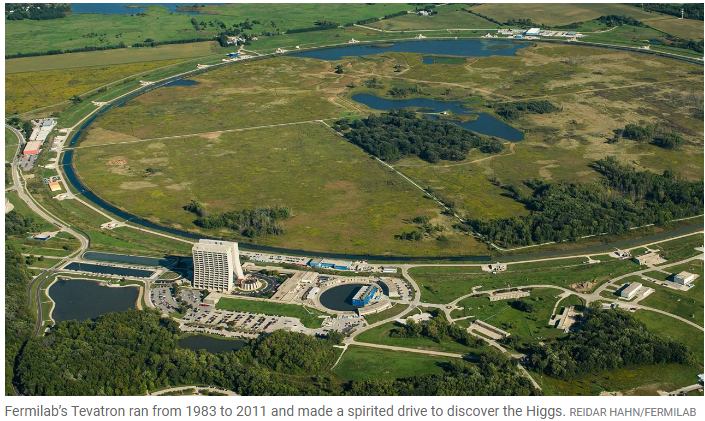 Fermilab’s Tevatron ran from 1983 to 2011 and made a spirited drive to discover the Higgs. REIDAR HAHN/FERMILAB